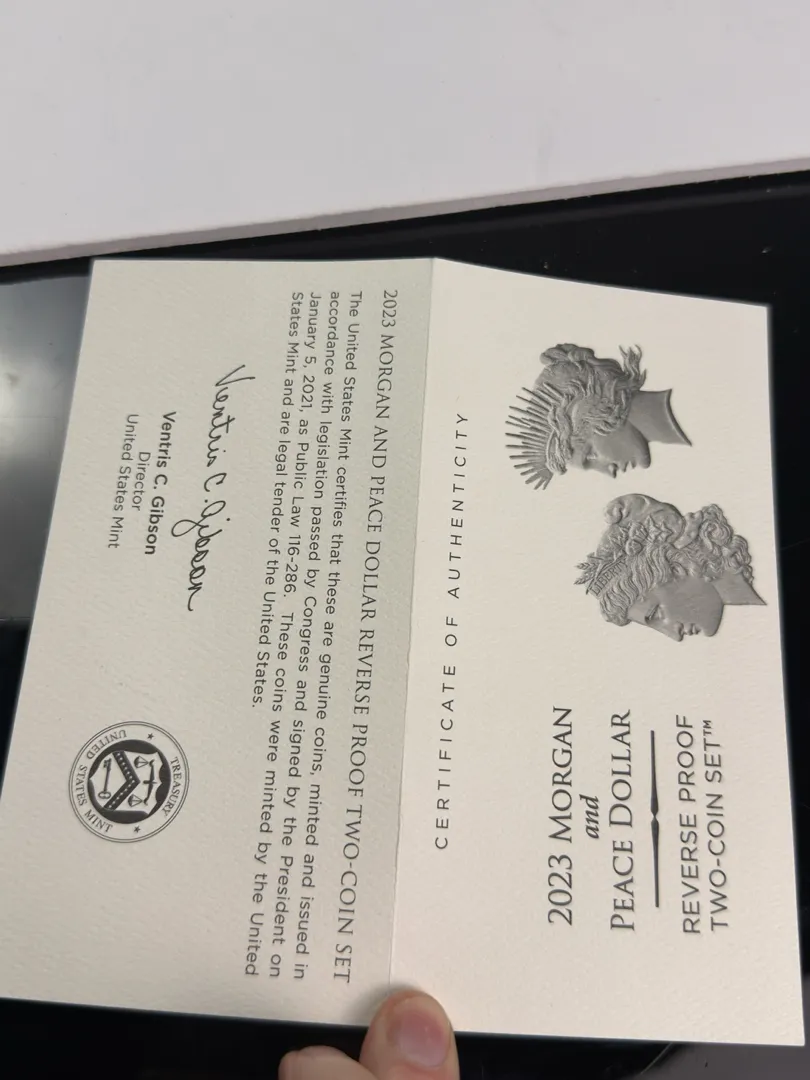 2023 MORGAN
and
PEACE DOLLAR
REVERSE PROOF
TWO-COIN SET™
CERTIFICATE OF AUTHENTICITY
2023 MORGAN AND PEACE DOLLAR REVERSE PROOF TWO-COIN SET
The United States Mint certifies that these are genuine coins, minted and issued in
accordance with legislation passed by Congress and signed by the President on
January 5, 2021, as Public Law 116-286. These coins were minted by the United
States Mint and are legal tender of the United States.
Ventris C. Gibson
Ventris C. Gibson
Director
United States Mint
TREASURY
UNITED STATES MINT